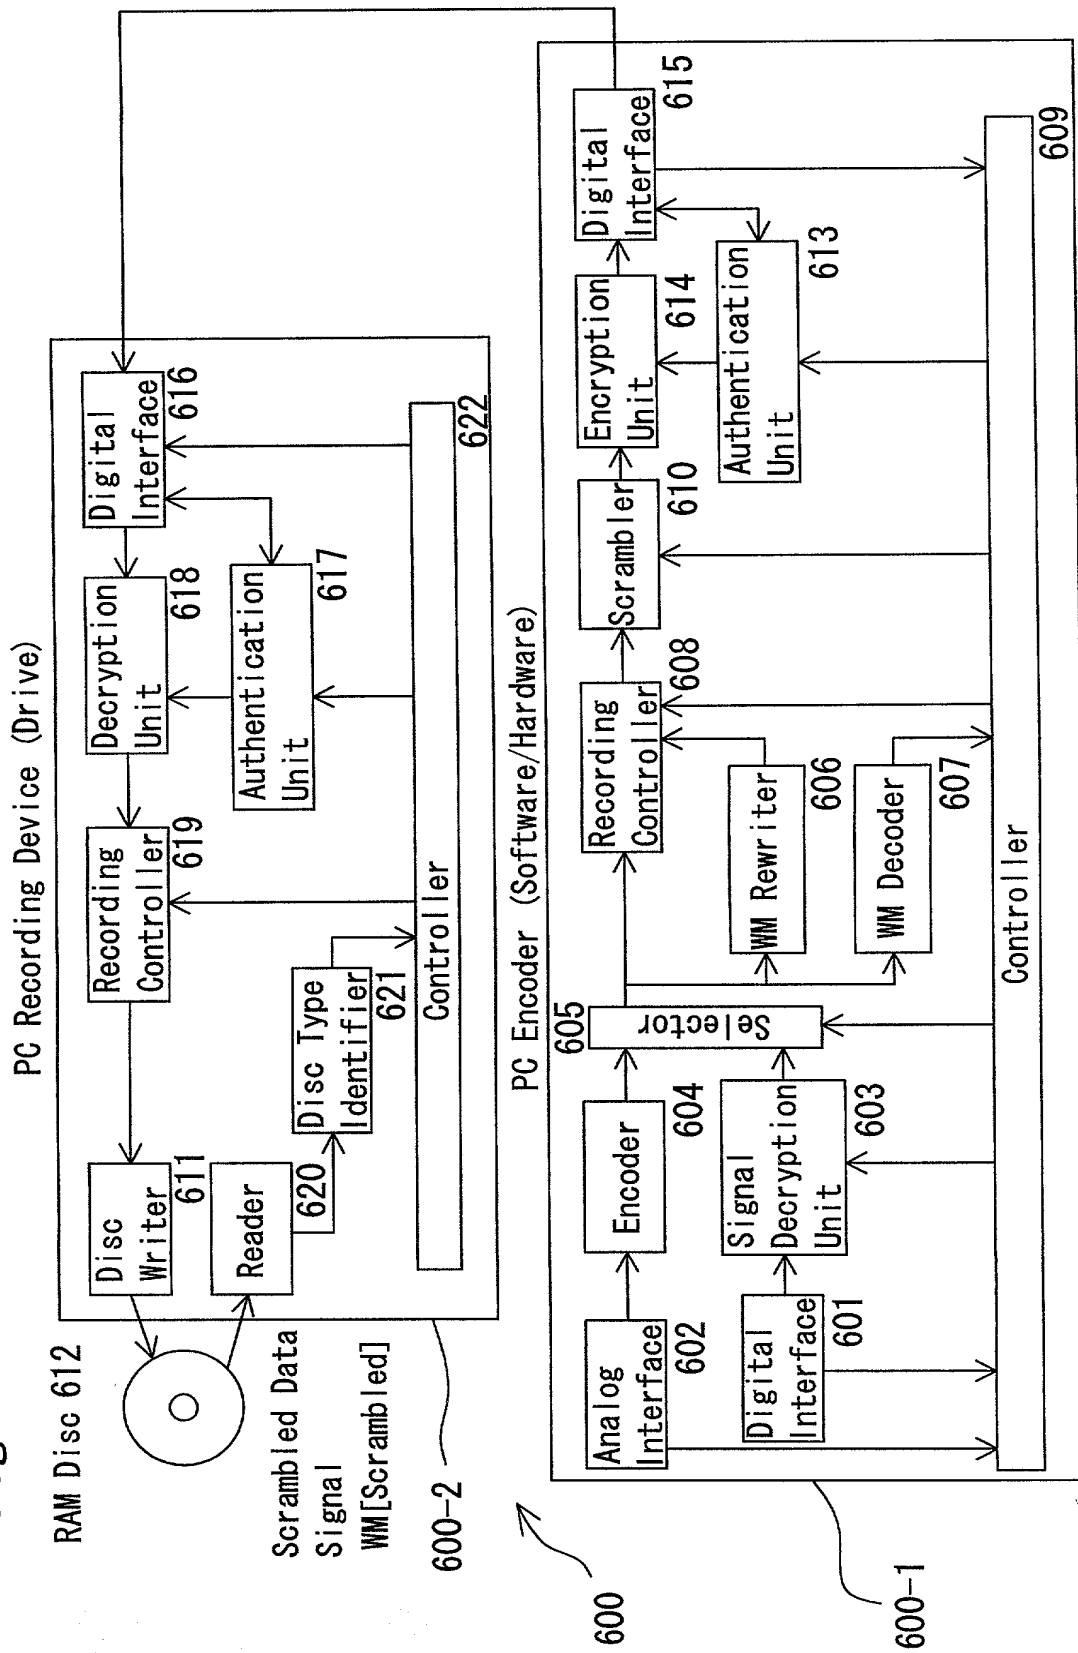 RAM Disc 612
Scrambled Data
Signal
WM[Scrambled]
600-2
PC Recording Device (Drive)
Disc
Writer
611
Reader
620
Recording
Controller
619
Disc Type
Identifier
621
Decryption
Unit
618
Authentication
Unit
617
Digital
Interface
616
Controller
622
600
600-1
PC Encoder (Software/Hardware)
Analog
Interface
602
Digital
Interface
601
Encoder
604
Signal
Decryption
Unit
603
605
Selector
Recording
Controller
608
WM Rewriter
606
WM Decoder
607
Scrambler
610
Encryption
Unit
614
Authentication
Unit
613
Digital
Interface
615
Controller
609